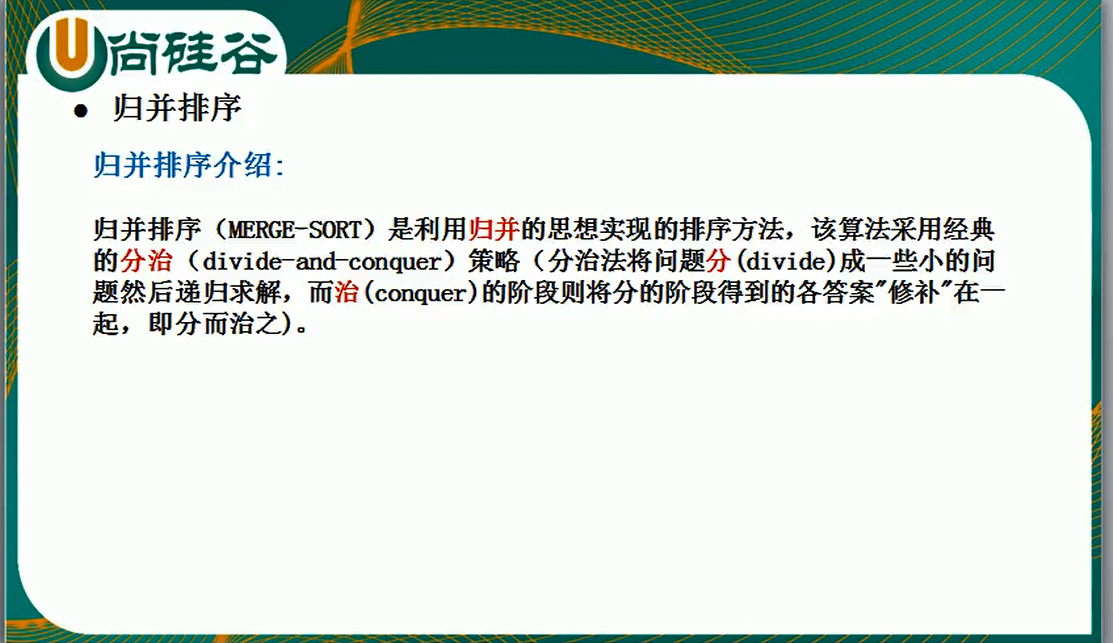 尚硅谷
● 归并排序
归并排序介绍:
归并排序（MERGE-SORT）是利用归并的思想实现的排序方法，该算法采用经典
的分治（divide-and-conquer）策略（分治法将问题分(divide)成一些小的问
题然后递归求解，而治(conquer)的阶段则将分的阶段得到的各答案"修补"在一
起，即分而治之)。